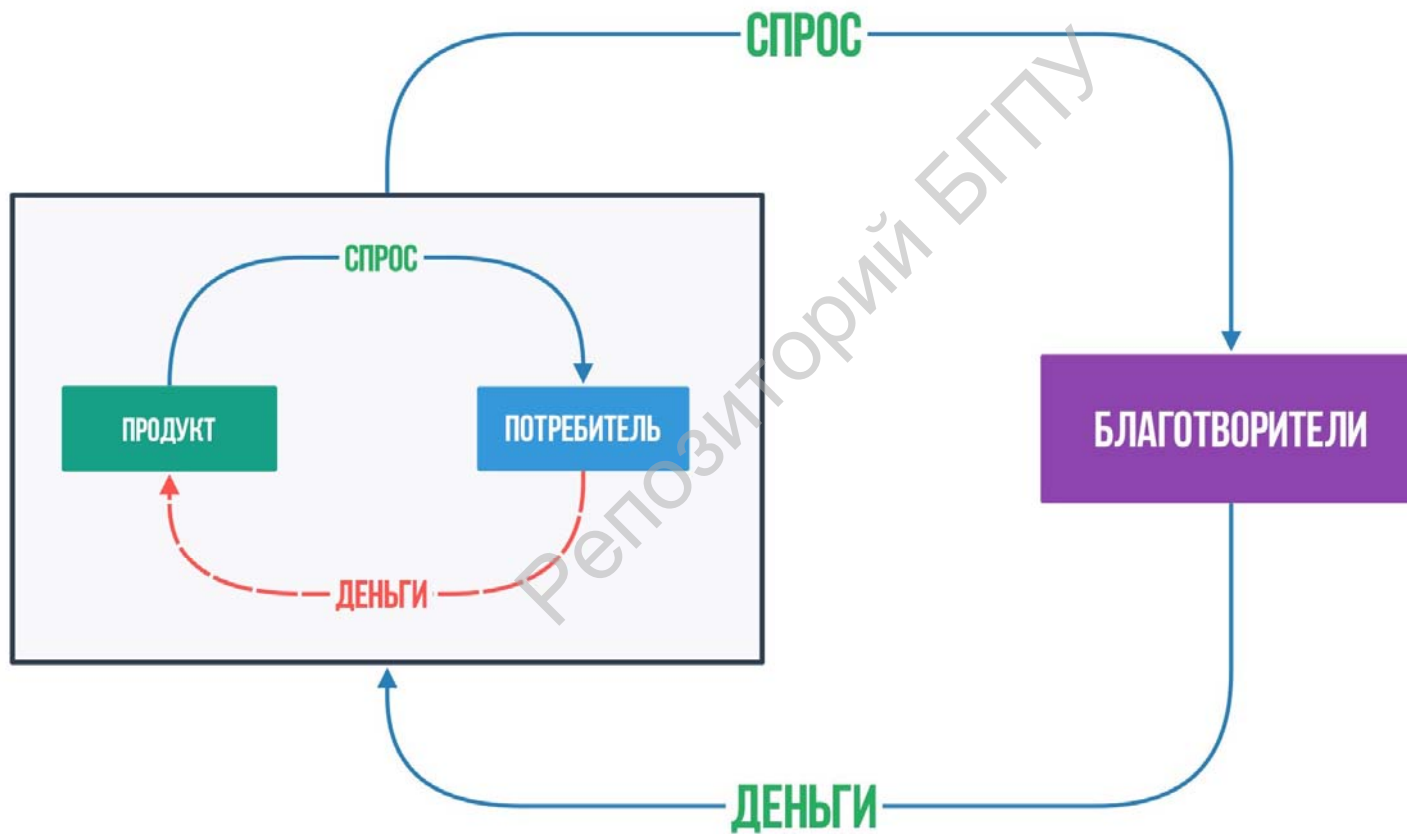 СПРОС
СПРОС
ПРОДУКТ
ПОТРЕБИТЕЛЬ
БЛАГОТВОРИТЕЛИ
ДЕНЬГИ
ДЕНЬГИ
Репозиторий БГПУ